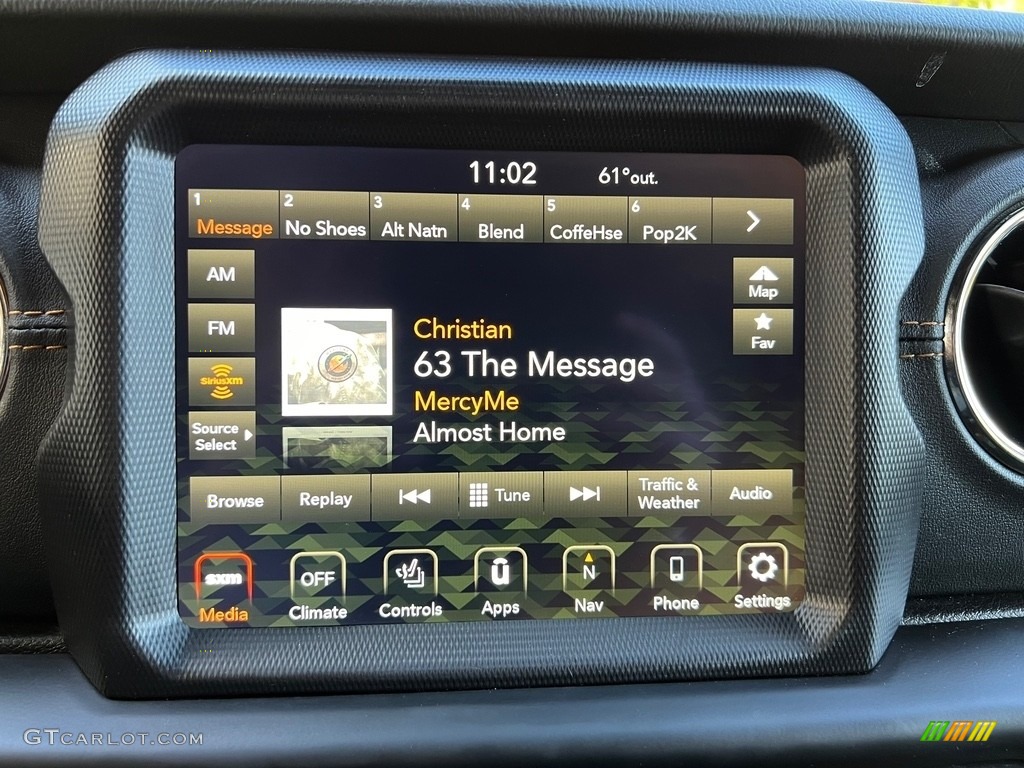 11:02 61°out.
1 2 3 4 5 6
Message No Shoes Alt Natn Blend CoffeHse Pop2K
AM
Map
FM
Fav
siriusxm
Source
Select
Christian
63 The Message
MercyMe
Almost Home
Browse Replay Tune Traffic &
Weather Audio
sxm OFF ü N
Media Climate Controls Apps Nav Phone Settings
GTCARLOT.COM